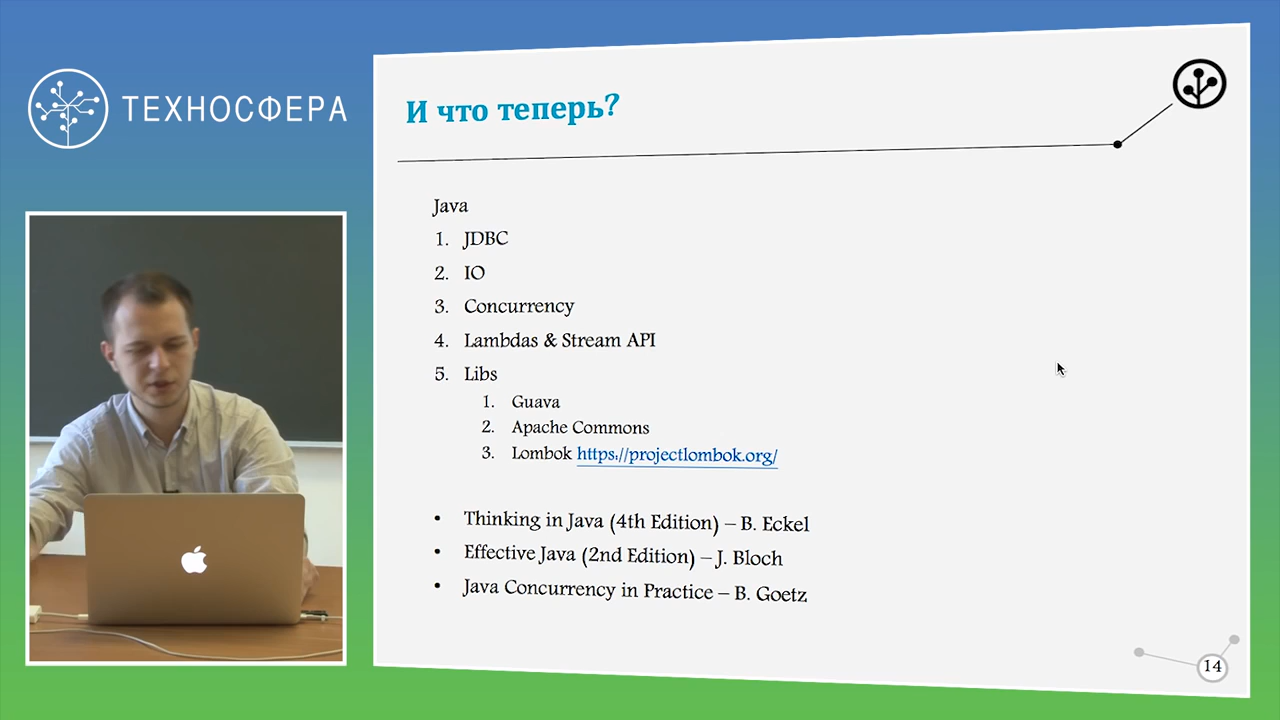 ТЕХНОСФЕРА
И что теперь?
Java
1. JDBC
2. IO
3. Concurrency
4. Lambdas & Stream API
5. Libs
1. Guava
2. Apache Commons
3. Lombok https://projectlombok.org/
• Thinking in Java (4th Edition) – B. Eckel
• Effective Java (2nd Edition) – J. Bloch
• Java Concurrency in Practice – B. Goetz
14